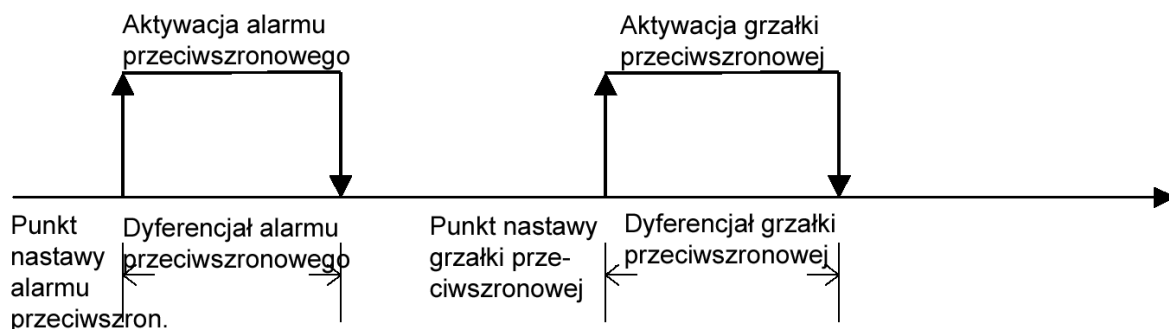 Aktywacja alarmu
przeciwszronowego
Aktywacja grzałki
przeciwszronowej
Punkt
nastawy
alarmu
przeciwszron.
Dyferencjał alarmu
przeciwszronowego
Punkt nastawy
grzałki prze-
ciwszronowej
Dyferencjał grzałki
przeciwszronowej